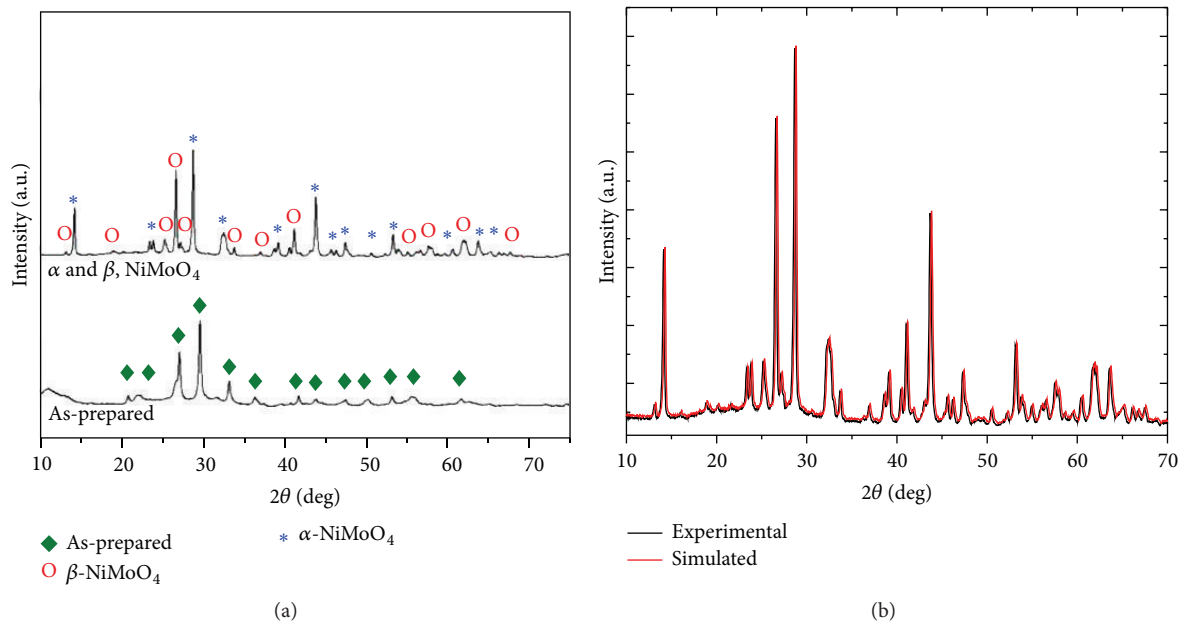 Intensity (a.u.)
α and β, NiMoO₄
As-prepared
10 20 30 40 50 60 70
2θ (deg)
As-prepared
β-NiMoO₄
α-NiMoO₄
(a)
Intensity (a.u.)
10 20 30 40 50 60 70
2θ (deg)
Experimental
Simulated
(b)